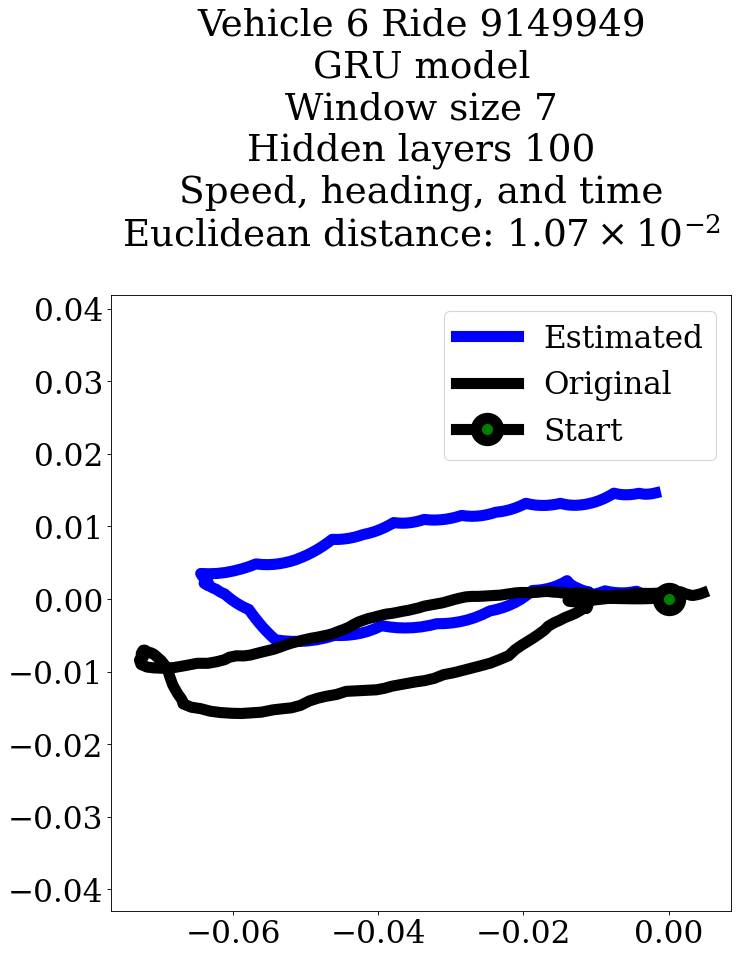 Vehicle 6 Ride 9149949
GRU model
Window size 7
Hidden layers 100
Speed, heading, and time
Euclidean distance: 1.07 × 10⁻²
Estimated
Original
Start
0.04
0.03
0.02
0.01
0.00
−0.01
−0.02
−0.03
−0.04
−0.06 −0.04 −0.02 0.00